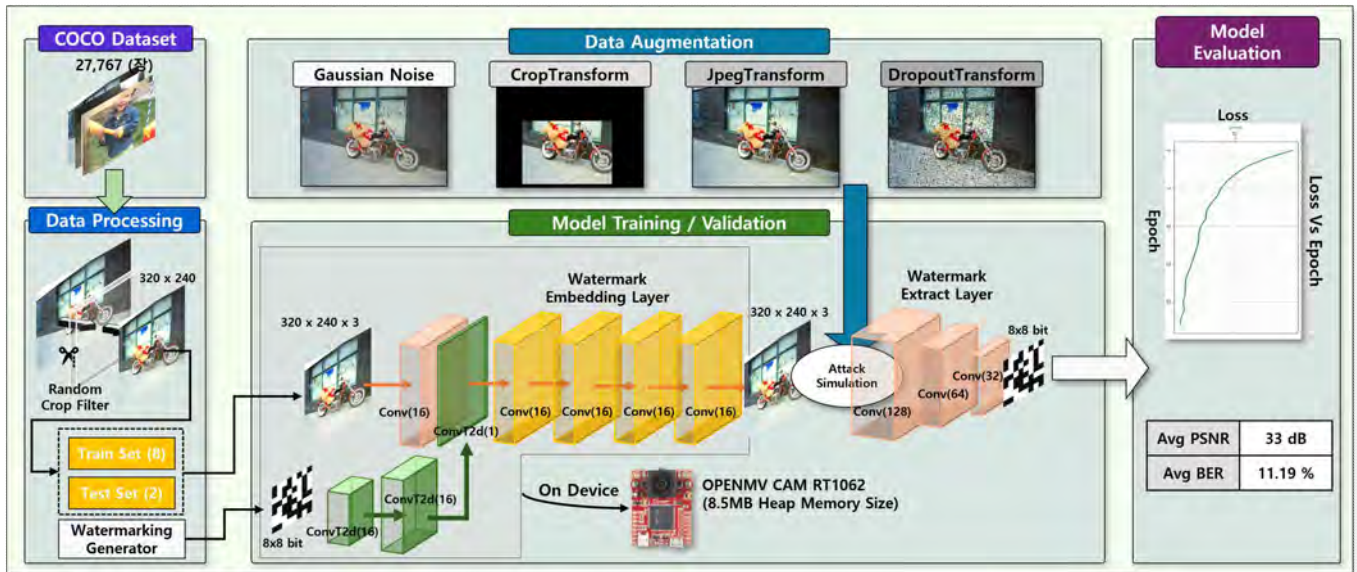 COCO Dataset
27,767 (장)
Data Processing
320 x 240
Random
Crop Filter
Train Set (8)
Test Set (2)
Watermarking
Generator
Data Augmentation
Gaussian Noise
CropTransform
JpegTransform
DropoutTransform
Model Training / Validation
Watermark
Embedding Layer
320 x 240 x 3
Conv(16)
ConvT2d(1)
Conv(16)
Conv(16)
Conv(16)
Conv(16)
8x8 bit
ConvT2d(16)
ConvT2d(16)
320 x 240 x 3
Attack
Simulation
Watermark
Extract Layer
Conv(128)
Conv(64)
Conv(32)
8x8 bit
On Device
OPENMV CAM RT1062
(8.5MB Heap Memory Size)
Model
Evaluation
Loss
Epoch
Loss Vs Epoch
Avg PSNR 33 dB
Avg BER 11.19 %